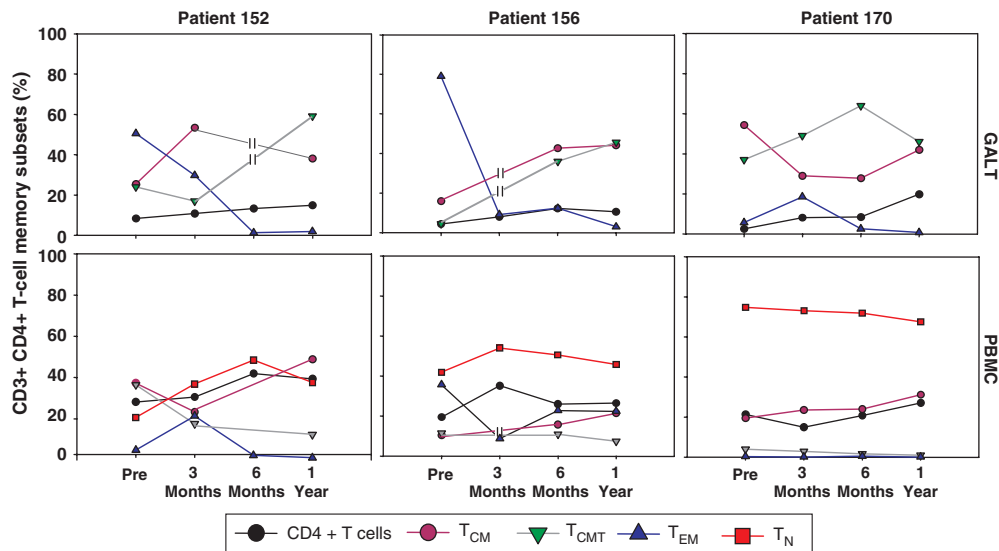 Patient 152 Patient 156 Patient 170
CD3+ CD4+ T-cell memory subsets (%)
100
80
60
40
20
0
GALT
100
80
60
40
20
0
PBMC
Pre 3 Months 6 Months 1 Year
Pre 3 Months 6 Months 1 Year
Pre 3 Months 6 Months 1 Year
CD4 + T cells TCM TCMT TEM TN